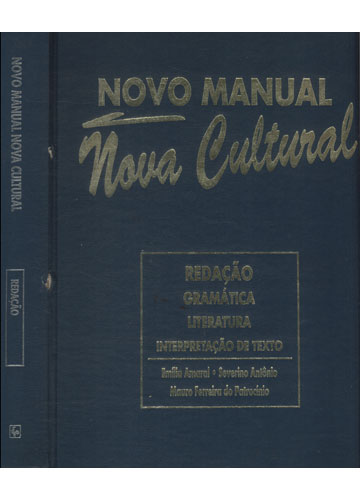 NOVO MANUAL NOVA CULTURAL
REDAÇÃO
NOVO MANUAL
Nova Cultural
REDAÇÃO
GRAMÁTICA
LITERATURA
INTERPRETAÇÃO DE TEXTO
Emília Amaral - Severino Antônio
Mauro Ferreira do Patrocínio